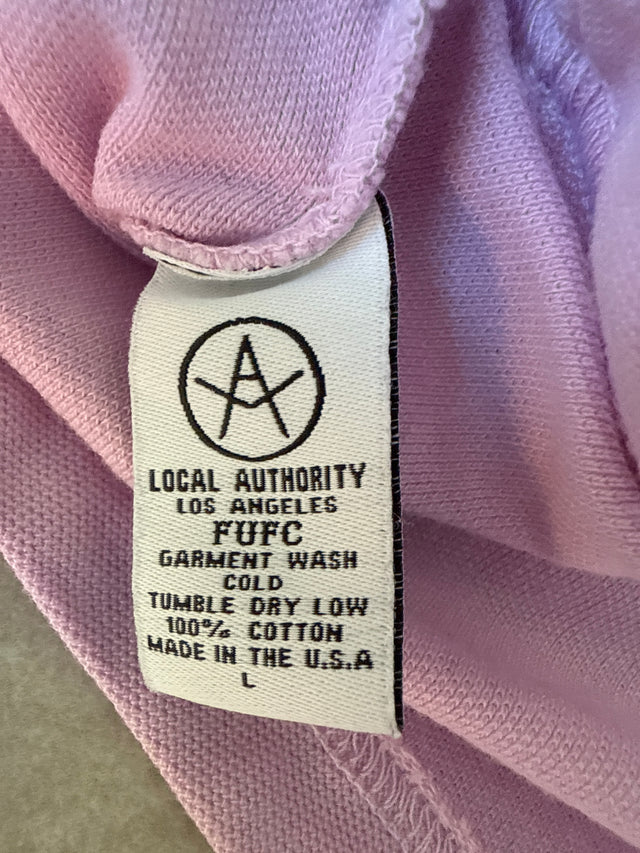 LOCAL AUTHORITY
LOS ANGELES
FUFC
GARMENT WASH
COLD
TUMBLE DRY LOW
100% COTTON
MADE IN THE U.S.A
L